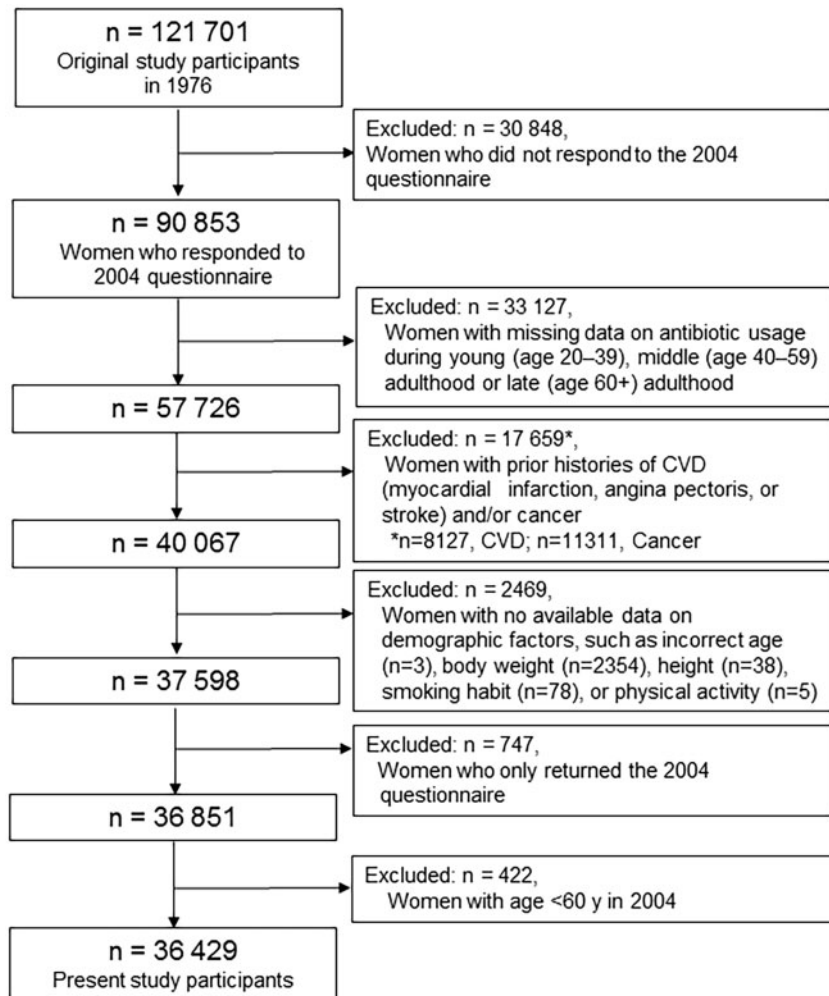 n = 121 701
Original study participants
in 1976
Excluded: n = 30 848,
Women who did not respond to the 2004
questionnaire
n = 90 853
Women who responded to
2004 questionnaire
Excluded: n = 33 127,
Women with missing data on antibiotic usage
during young (age 20–39), middle (age 40–59)
adulthood or late (age 60+) adulthood
n = 57 726
Excluded: n = 17 659*,
Women with prior histories of CVD
(myocardial infarction, angina pectoris, or
stroke) and/or cancer
*n=8127, CVD; n=11311, Cancer
n = 40 067
Excluded: n = 2469,
Women with no available data on
demographic factors, such as incorrect age
(n=3), body weight (n=2354), height (n=38),
smoking habit (n=78), or physical activity (n=5)
n = 37 598
Excluded: n = 747,
Women who only returned the 2004
questionnaire
n = 36 851
Excluded: n = 422,
Women with age <60 y in 2004
n = 36 429
Present study participants